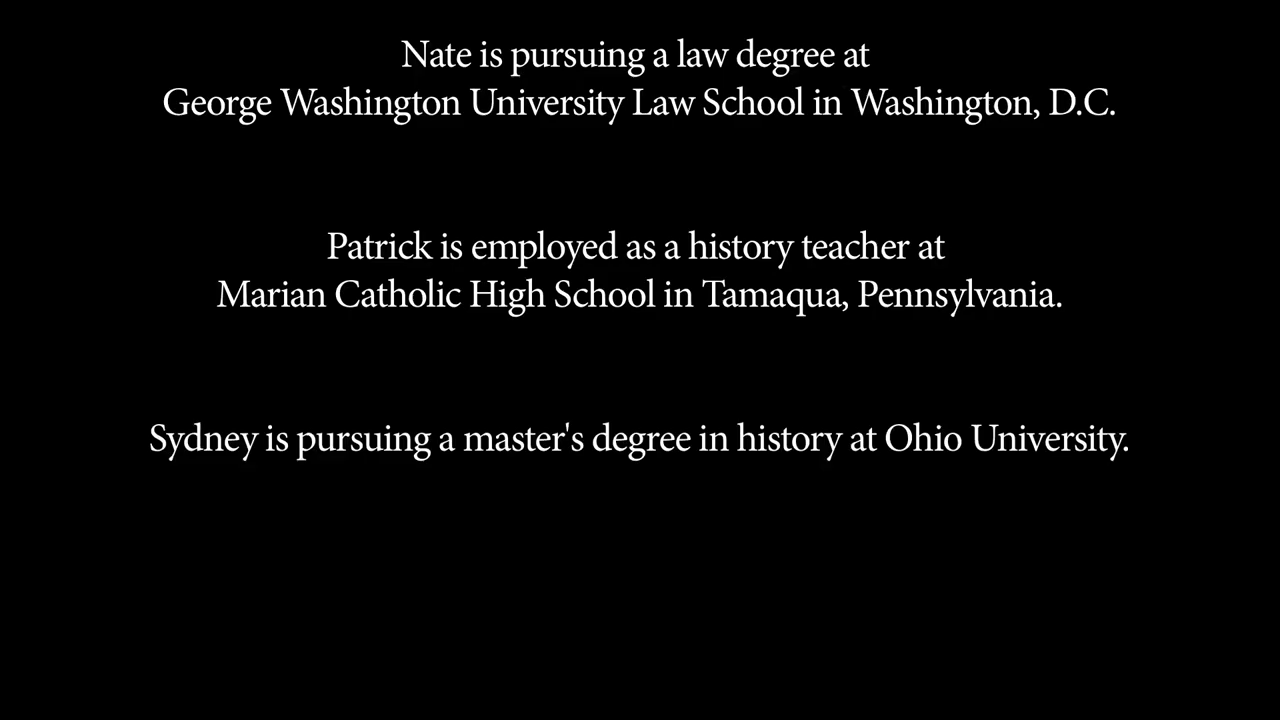 Nate is pursuing a law degree at
George Washington University Law School in Washington, D.C.
Patrick is employed as a history teacher at
Marian Catholic High School in Tamaqua, Pennsylvania.
Sydney is pursuing a master's degree in history at Ohio University.